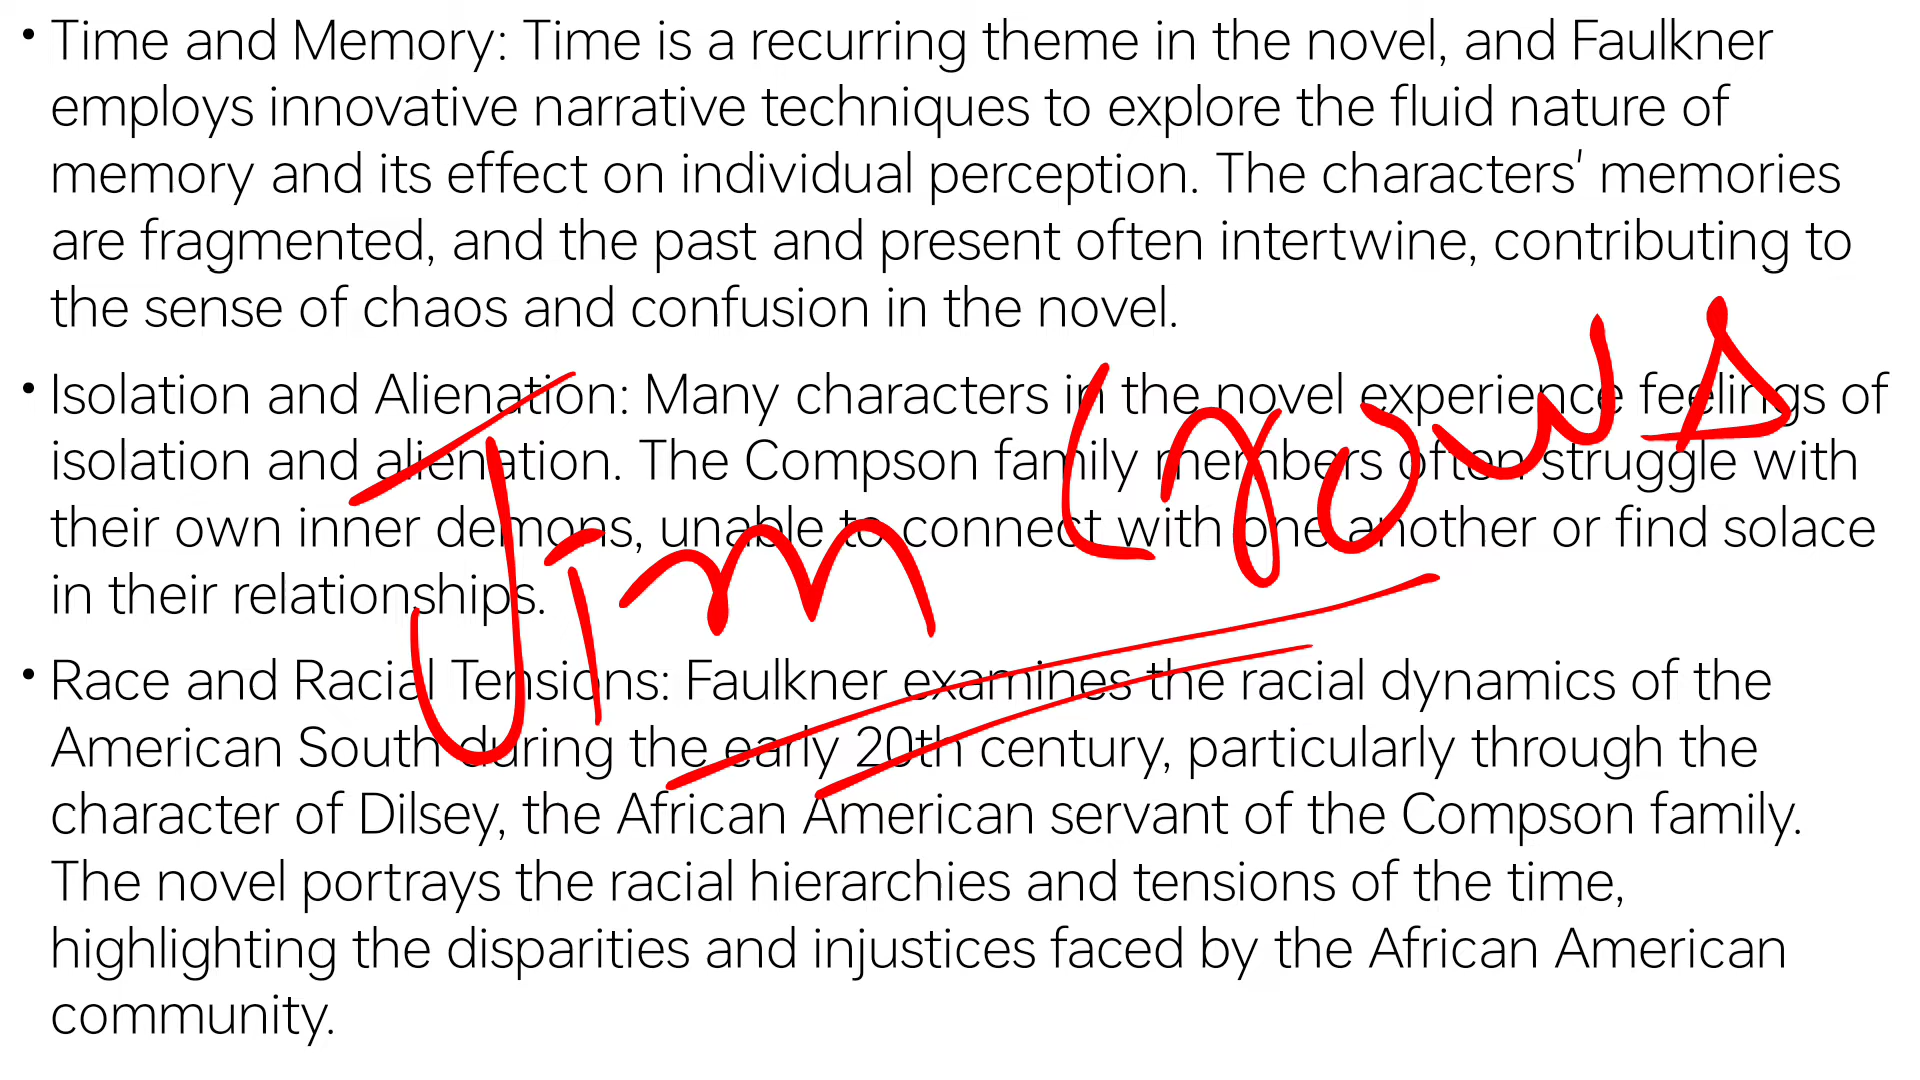 • Time and Memory: Time is a recurring theme in the novel, and Faulkner
employs innovative narrative techniques to explore the fluid nature of
memory and its effect on individual perception. The characters' memories
are fragmented, and the past and present often intertwine, contributing to
the sense of chaos and confusion in the novel.
• Isolation and Alienation: Many characters in the novel experience feelings of
isolation and alienation. The Compson family members often struggle with
their own inner demons, unable to connect with one another or find solace
in their relationships.
Jim Crows
• Race and Racial Tensions: Faulkner examines the racial dynamics of the
American South during the early 20th century, particularly through the
character of Dilsey, the African American servant of the Compson family.
The novel portrays the racial hierarchies and tensions of the time,
highlighting the disparities and injustices faced by the African American
community.